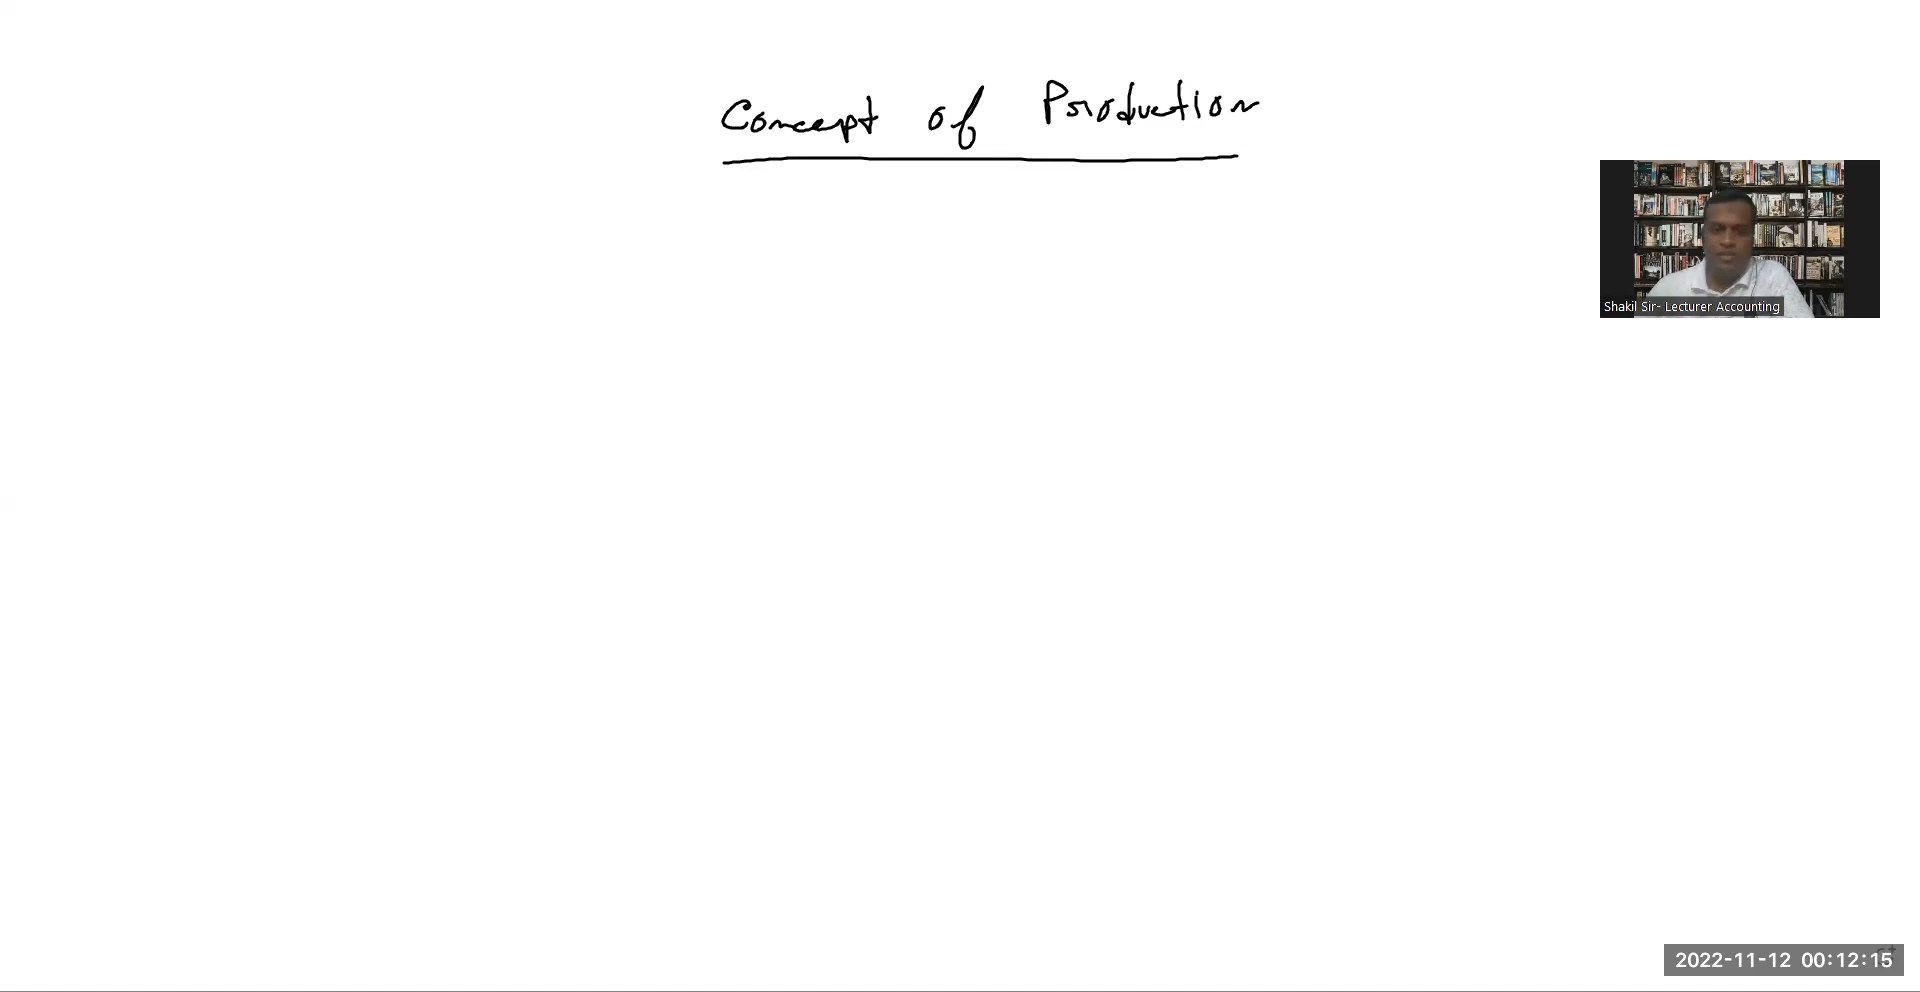 Concept of Production
Shakil Sir- Lecturer Accounting
2022-11-12 00:12:15